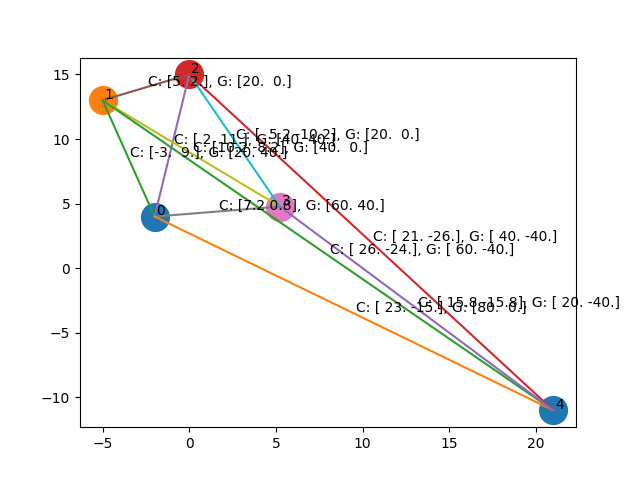 15
10
5
0
−5
−10
2
1
C: [5. 2.], G: [20.  0.]
C: [ 5.2 -10.2], G: [20.  0.]
C: [ 2. 11.], G: [40. 40.]
C: [10.2 -8.2], G: [40.  0.]
C: [-3.  9.], G: [20. 40.]
3
C: [7.2 0.8], G: [60. 40.]
0
C: [ 21. -26.], G: [ 40. -40.]
C: [ 26. -24.], G: [ 60. -40.]
C: [ 15.8 -15.8], G: [ 20. -40.]
C: [ 23. -15.], G: [80.  0.]
4
−5 0 5 10 15 20